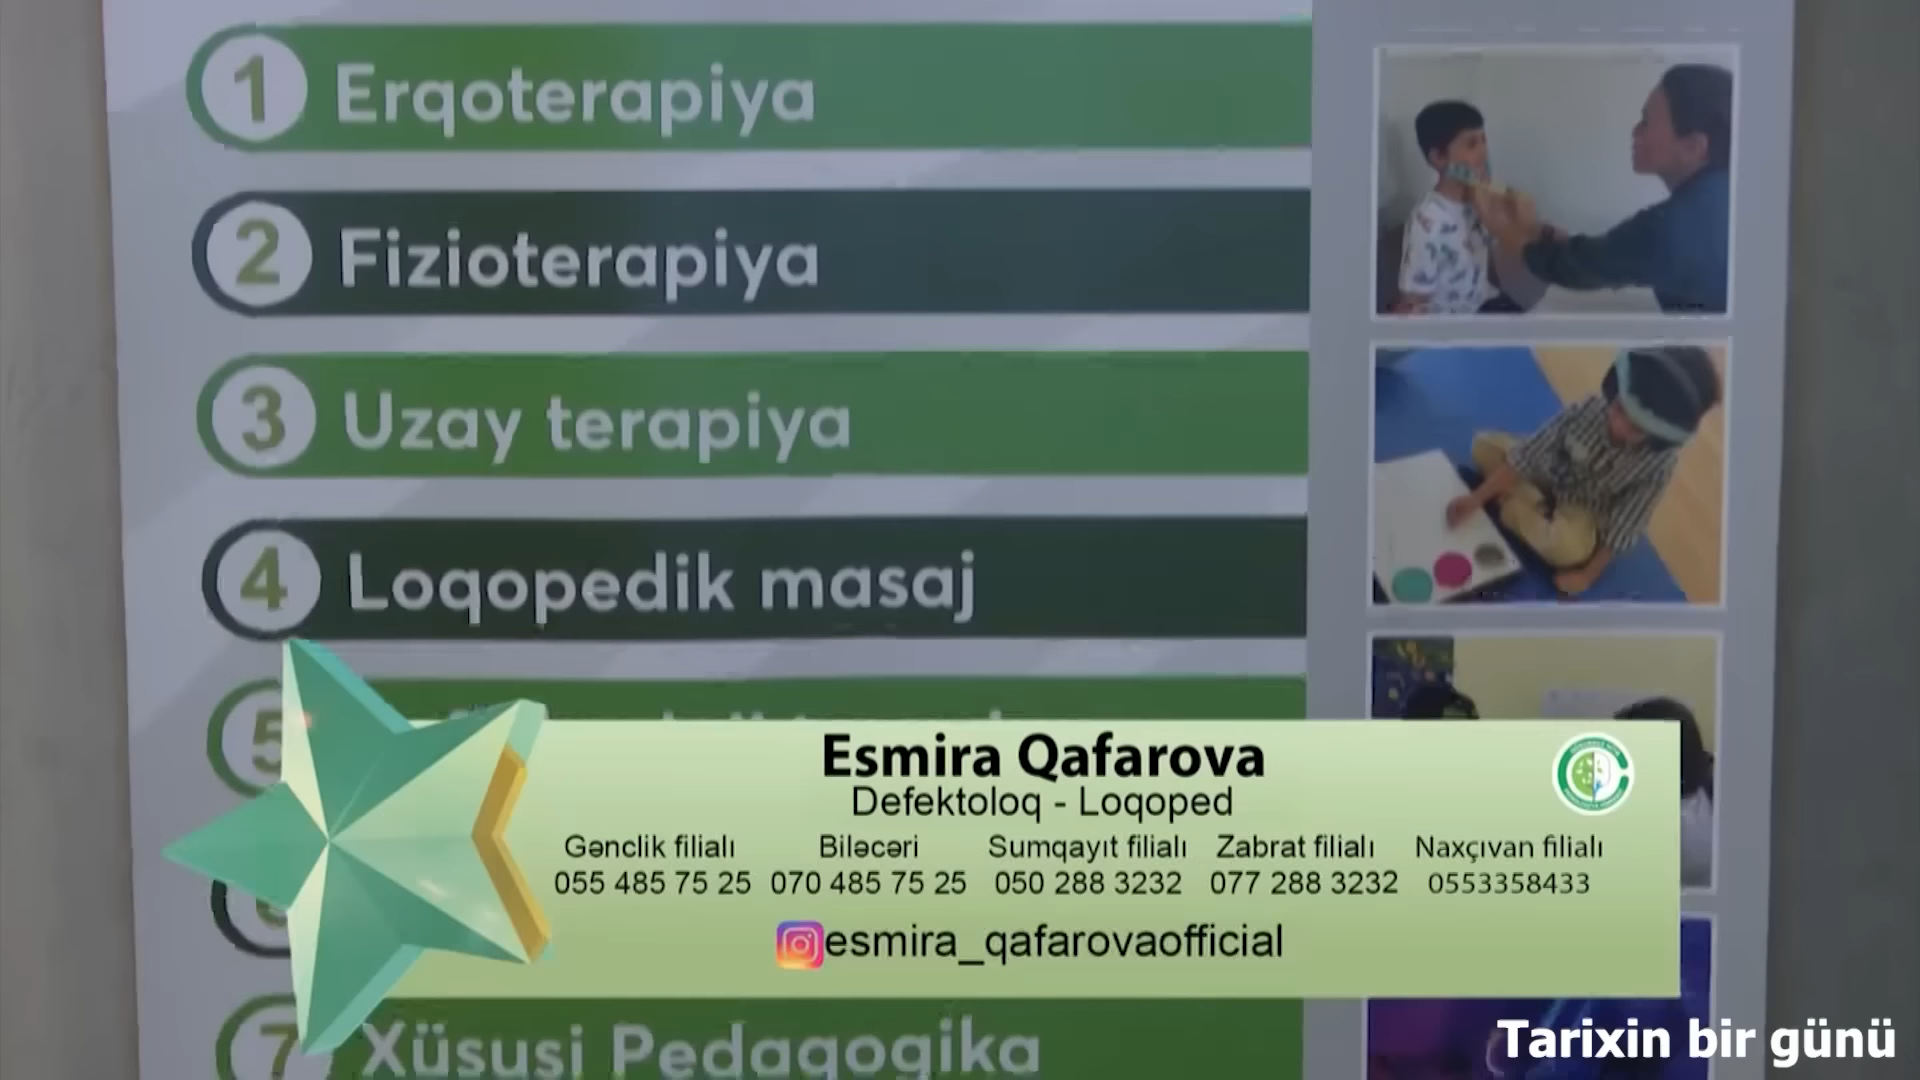 1 Erqoterapiya
2 Fizioterapiya
3 Uzay terapiya
4 Loqopedik masaj
5
Esmira Qafarova
Defektoloq - Loqoped
Gənclik filialı Biləcəri Sumqayıt filialı Zabrat filialı Naxçıvan filialı
055 485 75 25 070 485 75 25 050 288 3232 077 288 3232 0553358433
esmira_qafarovaofficial
7 Xüsusi Pedaqogika
Tarixin bir günü